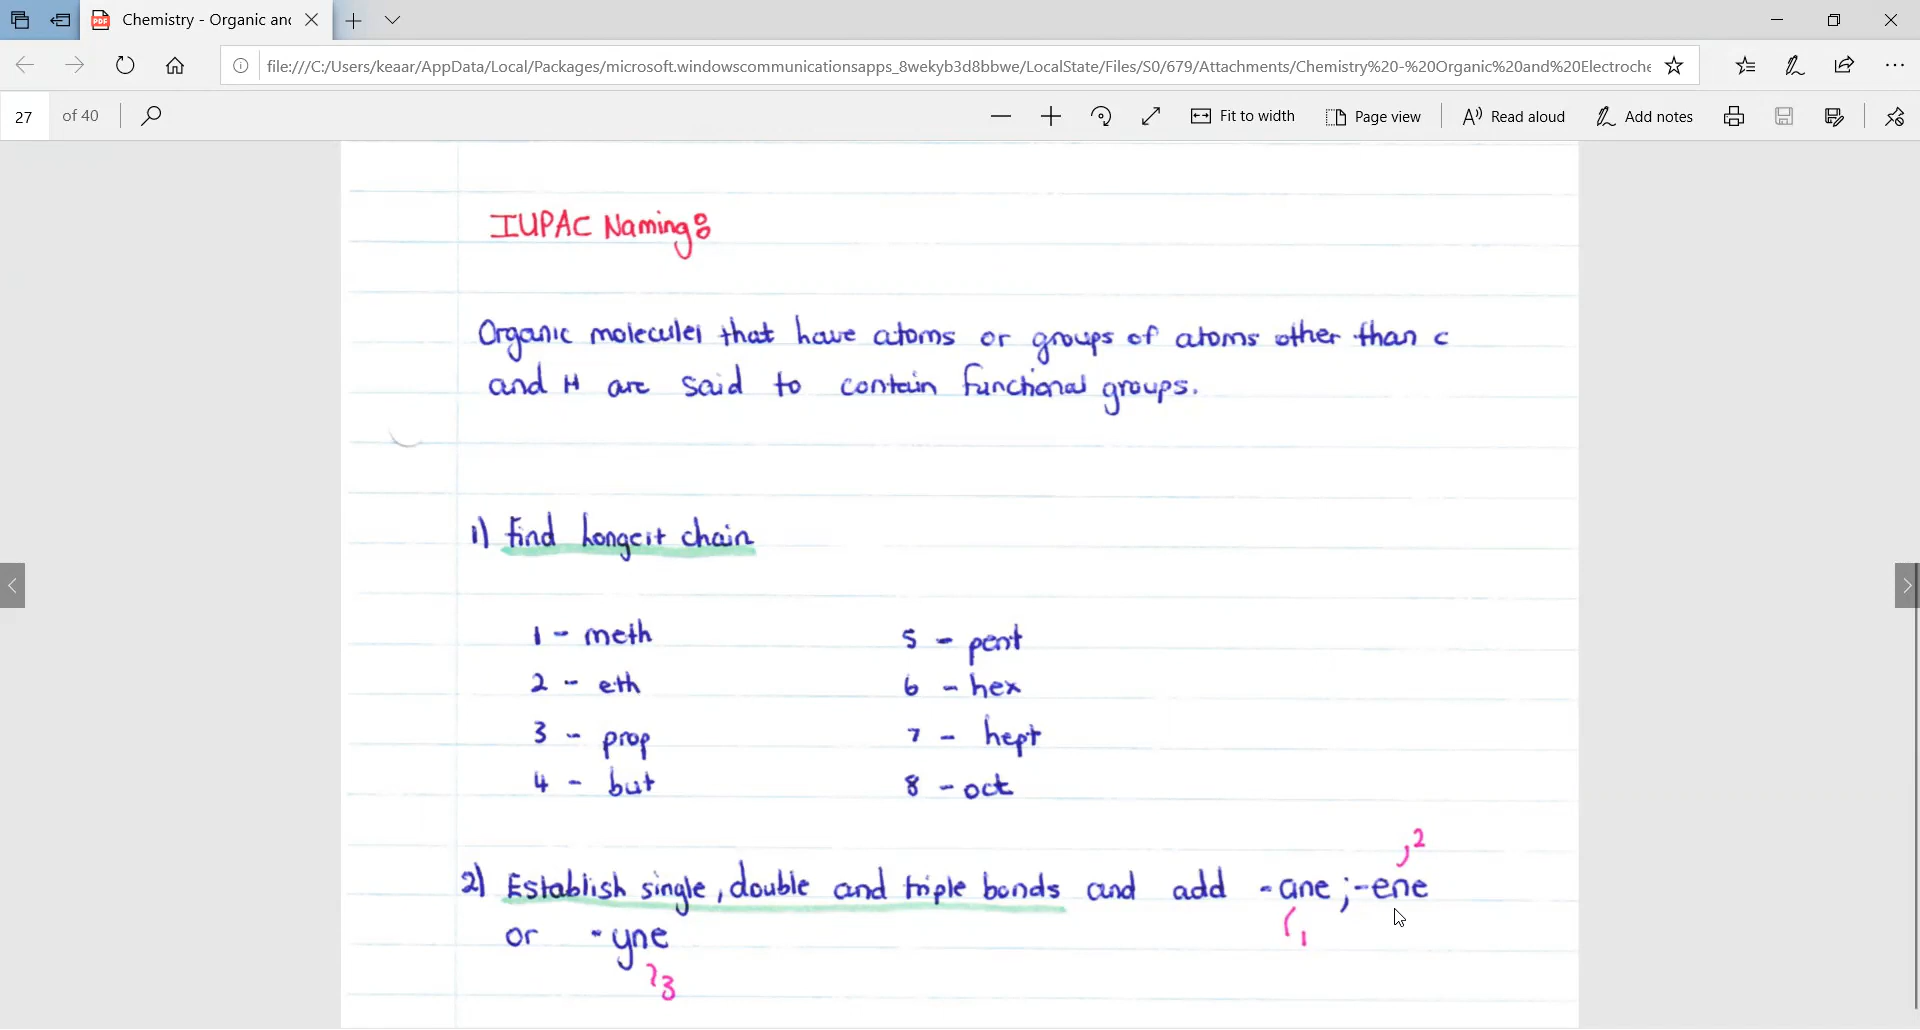 Chemistry - Organic and
file:///C:/Users/keaar/AppData/Local/Packages/microsoft.windowscommunicationsapps_8wekyb3d8bbwe/LocalState/Files/S0/679/Attachments/Chemistry%20-%20Organic%20and%20Electroche
27 of 40 Fit to width Page view Read aloud Add notes
IUPAC Naming:
Organic molecules that have atoms or groups of atoms other than C
and H are said to contain functional groups.
1) Find longest chain
1 - meth 5 - pent
2 - eth 6 - hex
3 - prop 7 - hept
4 - but 8 - oct
2
2) Establish single, double and triple bonds and add -ane ; -ene
1
or -yne
3